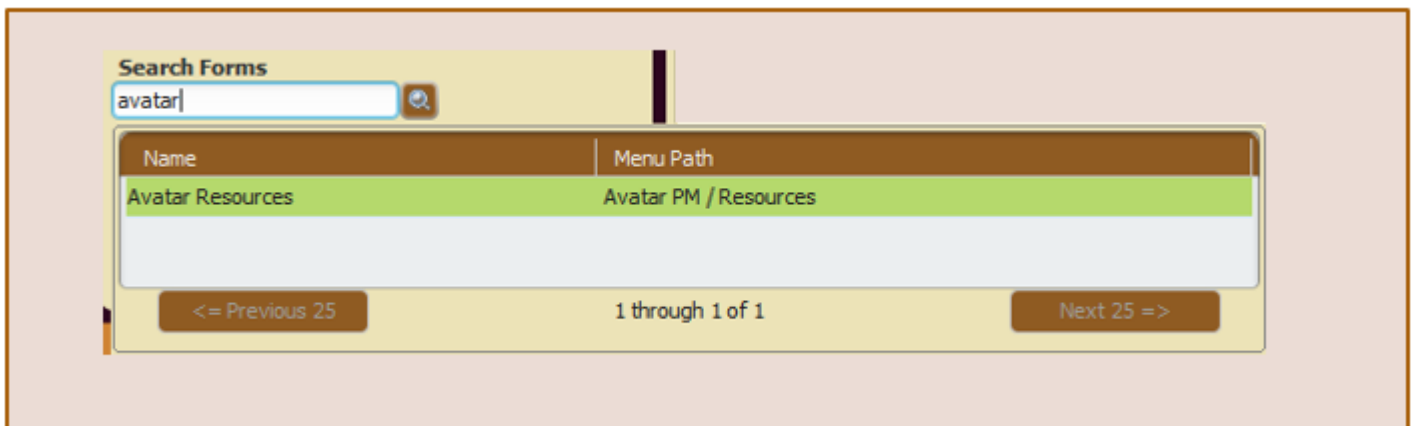 Search Forms
avatar
Name Menu Path
Avatar Resources Avatar PM / Resources
<= Previous 25 1 through 1 of 1 Next 25 =>